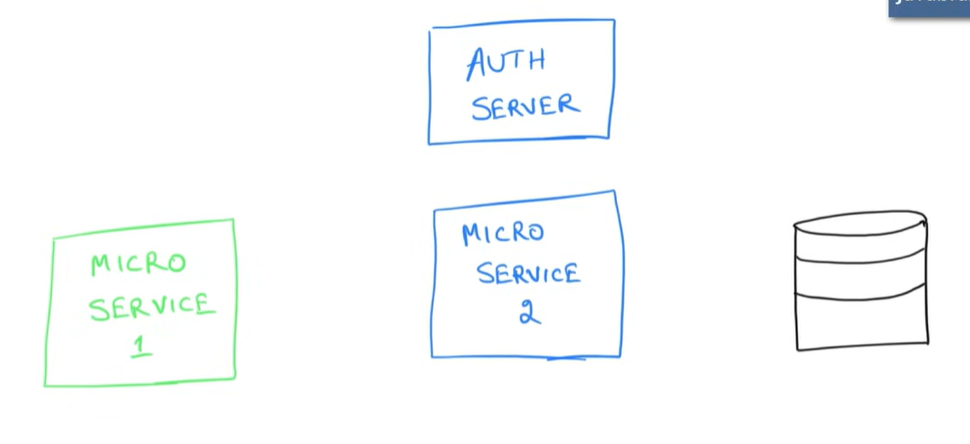 AUTH
SERVER
MICRO
SERVICE
1
MICRO
SERVICE
2